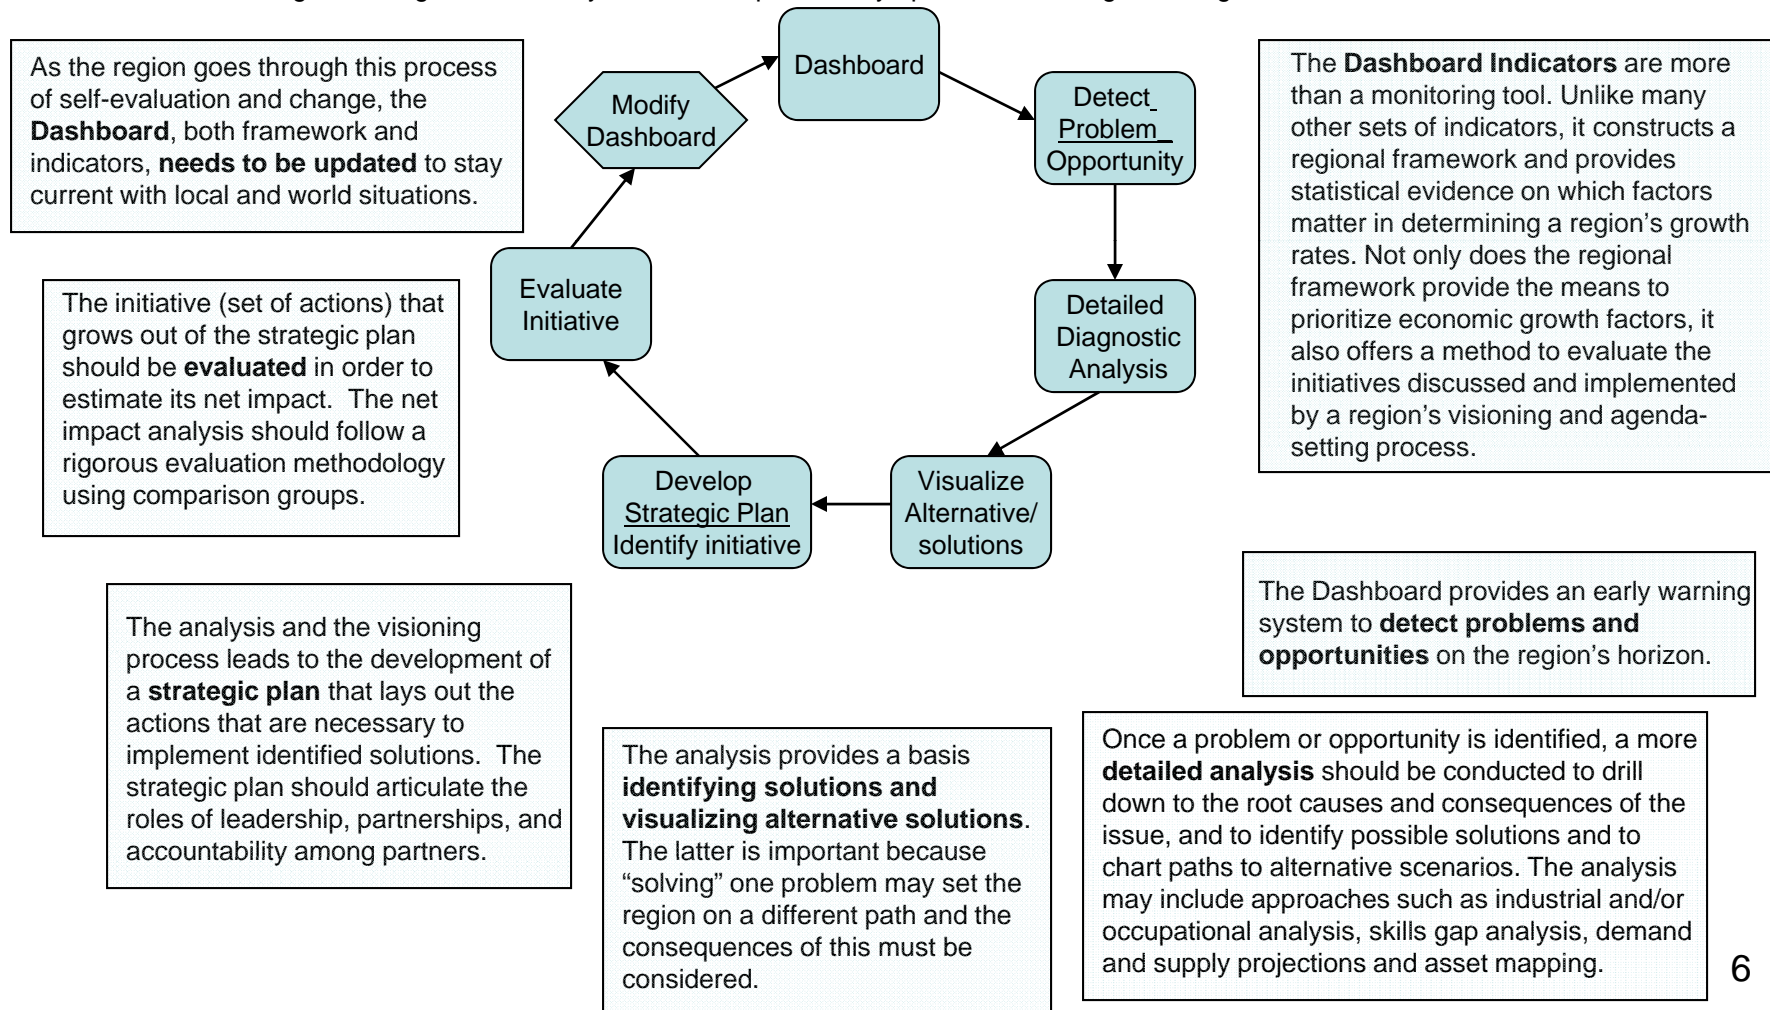 Dashboard
Modify
Dashboard
Detect
Problem
Opportunity
Detailed
Diagnostic
Analysis
Visualize
Alternative/
solutions
Develop
Strategic Plan
Identify initiative
Evaluate
Initiative
As the region goes through this process
of self-evaluation and change, the
Dashboard, both framework and
indicators, needs to be updated to stay
current with local and world situations.
The initiative (set of actions) that
grows out of the strategic plan
should be evaluated in order to
estimate its net impact. The net
impact analysis should follow a
rigorous evaluation methodology
using comparison groups.
The analysis and the visioning
process leads to the development of
a strategic plan that lays out the
actions that are necessary to
implement identified solutions. The
strategic plan should articulate the
roles of leadership, partnerships, and
accountability among partners.
The analysis provides a basis
identifying solutions and
visualizing alternative solutions.
The latter is important because
“solving” one problem may set the
region on a different path and the
consequences of this must be
considered.
The Dashboard Indicators are more
than a monitoring tool. Unlike many
other sets of indicators, it constructs a
regional framework and provides
statistical evidence on which factors
matter in determining a region’s growth
rates. Not only does the regional
framework provide the means to
prioritize economic growth factors, it
also offers a method to evaluate the
initiatives discussed and implemented
by a region’s visioning and agenda-
setting process.
The Dashboard provides an early warning
system to detect problems and
opportunities on the region’s horizon.
Once a problem or opportunity is identified, a more
detailed analysis should be conducted to drill
down to the root causes and consequences of the
issue, and to identify possible solutions and to
chart paths to alternative scenarios. The analysis
may include approaches such as industrial and/or
occupational analysis, skills gap analysis, demand
and supply projections and asset mapping.
6